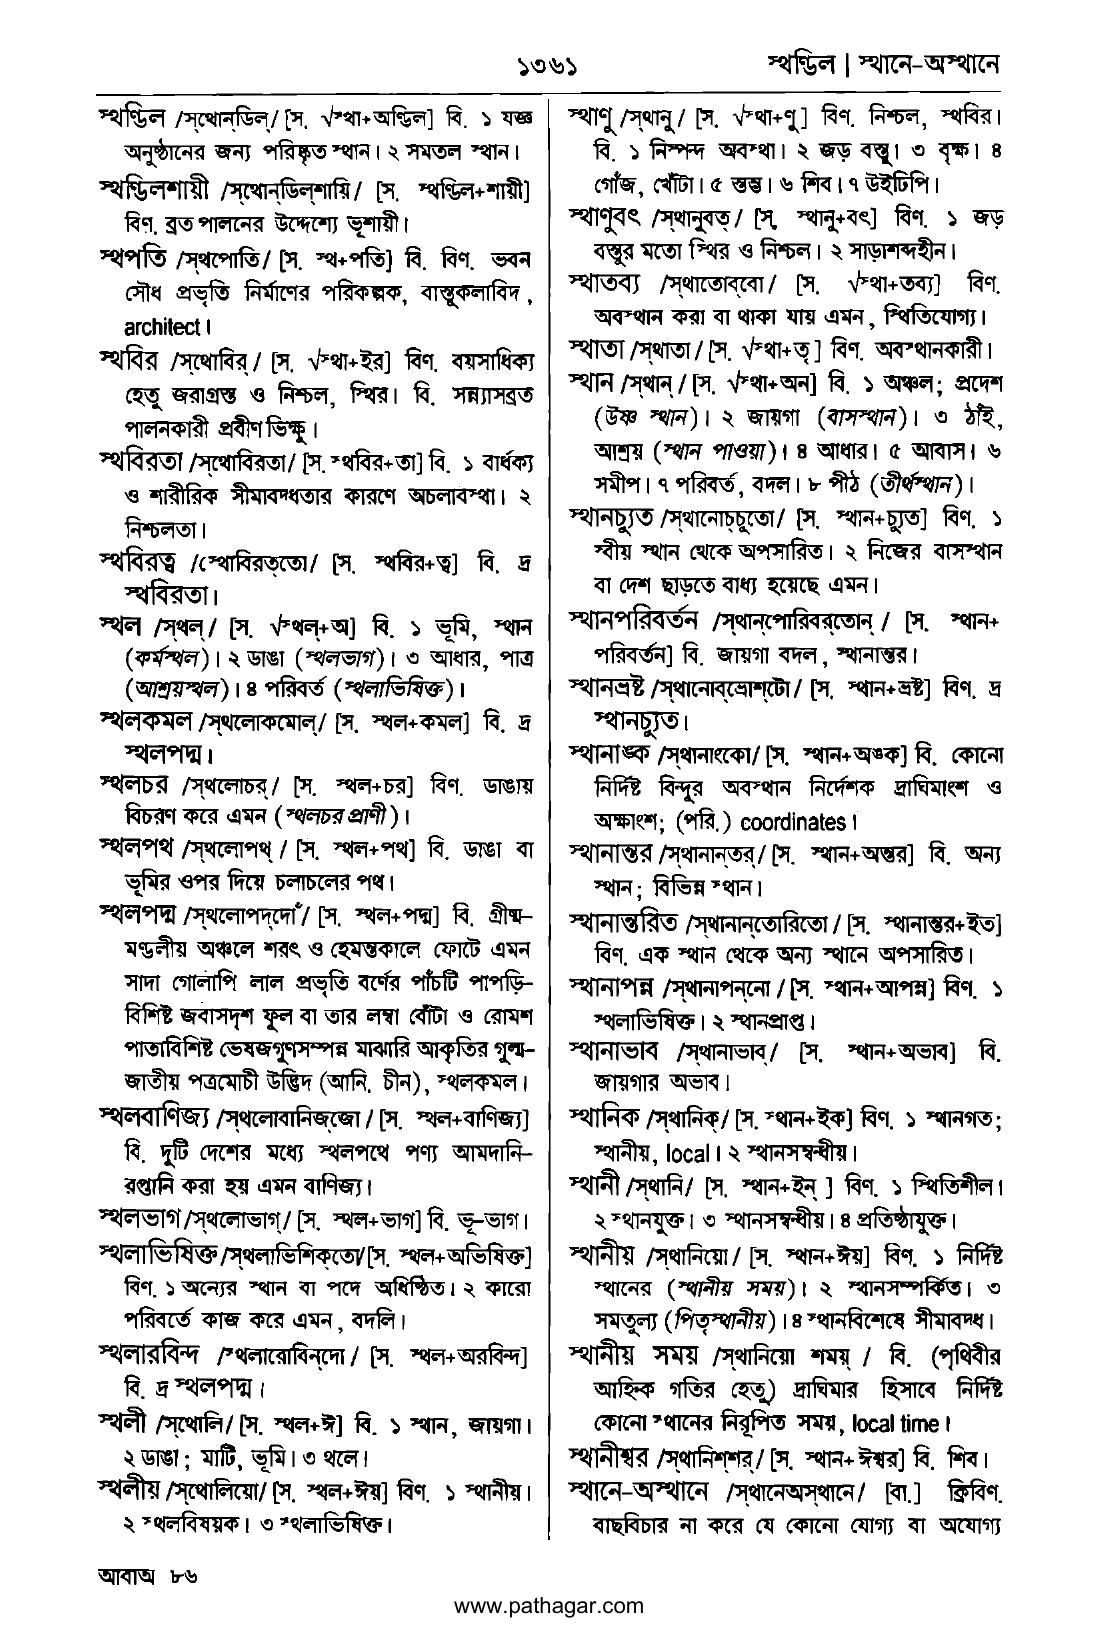 ১৩৬১
স্থণ্ডিল | স্থানে-অস্থানে
স্থণ্ডিল /স্থোন্‌ডিল্/ [স. √স্থা+অণ্ডিল] বি. ১ যজ্ঞ
অনুষ্ঠানের জন্য পরিষ্কৃত স্থান। ২ সমতল স্থান।
স্থণ্ডিলশায়ী /স্থোন্‌ডিল্‌শায়ি/ [স. স্থণ্ডিল+শায়ী]
বিণ. ব্রত পালনের উদ্দেশ্যে ভূশায়ী।
স্থপতি /স্থপোতি/ [স. স্থ+পতি] বি. বিণ. ভবন
সৌধ প্রভৃতি নির্মাণের পরিকল্পক, বাস্তুকলাবিদ,
architect।
স্থবির /স্থোবির্/ [স. √স্থা+ইর] বিণ. বয়সাধিক্য
হেতু জরাগ্রস্ত ও নিশ্চল, স্থির। বি. সন্ন্যাসব্রত
পালনকারী প্রবীণ ভিক্ষু।
স্থবিরতা /স্থোবিরতা/ [স. স্থবির+তা] বি. ১ বার্ধক্য
ও শারীরিক সীমাবদ্ধতার কারণে অচলাবস্থা। ২
নিশ্চলতা।
স্থবিরত্ব /স্থোবিরত্‌তো/ [স. স্থবির+ত্ব] বি. দ্র
স্থবিরতা।
স্থল /স্থল্/ [স. √স্থল্+অ] বি. ১ ভূমি, স্থান
(কর্মস্থল)। ২ ডাঙা (স্থলভাগ)। ৩ আধার, পাত্র
(আশ্রয়স্থল)। ৪ পরিবর্ত (স্থলাভিষিক্ত)।
স্থলকমল /স্থলোকমোল্/ [স. স্থল+কমল] বি. দ্র
স্থলপদ্ম।
স্থলচর /স্থলোচর্/ [স. স্থল+চর] বিণ. ডাঙায়
বিচরণ করে এমন (স্থলচর প্রাণী)।
স্থলপথ /স্থলোপথ্/ [স. স্থল+পথ] বি. ডাঙা বা
ভূমির ওপর দিয়ে চলাচলের পথ।
স্থলপদ্ম /স্থলোপদ্‌দোঁ/ [স. স্থল+পদ্ম] বি. গ্রীষ্ম-
মণ্ডলীয় অঞ্চলে শরৎ ও হেমন্তকালে ফোটে এমন
সাদা গোলাপি লাল প্রভৃতি বর্ণের পাঁচটি পাপড়ি-
বিশিষ্ট জবাসদৃশ ফুল বা তার লম্বা বোঁটা ও রোমশ
পাতাবিশিষ্ট ভেষজগুণসম্পন্ন মাঝারি আকৃতির গুল্ম-
জাতীয় পত্রমোচী উদ্ভিদ (আনি. চীন), স্থলকমল।
স্থলবাণিজ্য /স্থলোবানিজ্‌জো/ [স. স্থল+বাণিজ্য]
বি. দুটি দেশের মধ্যে স্থলপথে পণ্য আমদানি-
রপ্তানি করা হয় এমন বাণিজ্য।
স্থলভাগ /স্থলোভাগ্/ [স. স্থল+ভাগ] বি. ভূ-ভাগ।
স্থলাভিষিক্ত /স্থলাভিশিক্‌তো/ [স. স্থল+অভিষিক্ত]
বিণ. ১ অন্যের স্থান বা পদে অধিষ্ঠিত। ২ কারো
পরিবর্তে কাজ করে এমন, বদলি।
স্থলারবিন্দ /স্থলারোবিন্‌দো/ [স. স্থল+অরবিন্দ]
বি. দ্র স্থলপদ্ম।
স্থলী /স্থোলি/ [স. স্থল+ঈ] বি. ১ স্থান, জায়গা।
২ ডাঙা; মাটি, ভূমি। ৩ থলে।
স্থলীয় /স্থোলিয়ো/ [স. স্থল+ঈয়] বিণ. ১ স্থানীয়।
২ স্থলবিষয়ক। ৩ স্থলাভিষিক্ত।
আবাঅ ৮৬
স্থাণু /স্থানু/ [স. √স্থা+ণু] বিণ. নিশ্চল, স্থবির।
বি. ১ নিস্পন্দ অবস্থা। ২ জড় বস্তু। ৩ বৃক্ষ। ৪
গোঁজ, খোঁটা। ৫ স্তম্ভ। ৬ শিব। ৭ উইঢিপি।
স্থাণুবৎ /স্থানুবত্/ [স. স্থানু+বৎ] বিণ. ১ জড়
বস্তুর মতো স্থির ও নিশ্চল। ২ সাড়াশব্দহীন।
স্থাতব্য /স্থাতোব্‌বো/ [স. √স্থা+তব্য] বিণ.
অবস্থান করা বা থাকা যায় এমন, স্থিতিযোগ্য।
স্থাতা /স্থাতা/ [স. √স্থা+তৃ] বিণ. অবস্থানকারী।
স্থান /স্থান্/ [স. √স্থা+অন] বি. ১ অঞ্চল; প্রদেশ
(উষ্ণ স্থান)। ২ জায়গা (বাসস্থান)। ৩ ঠাঁই,
আশ্রয় (স্থান পাওয়া)। ৪ আধার। ৫ আবাস। ৬
সমীপ। ৭ পরিবর্ত, বদল। ৮ পীঠ (তীর্থস্থান)।
স্থানচ্যুত /স্থানোচ্‌চুতো/ [স. স্থান+চ্যুত] বিণ. ১
স্বীয় স্থান থেকে অপসারিত। ২ নিজের বাসস্থান
বা দেশ ছাড়তে বাধ্য হয়েছে এমন।
স্থানপরিবর্তন /স্থান্‌পোরিবর্‌তোন্/ [স. স্থান+
পরিবর্তন] বি. জায়গা বদল, স্থানান্তর।
স্থানভ্রষ্ট /স্থানোব্‌ভ্রোশ্‌টো/ [স. স্থান+ভ্রষ্ট] বিণ. দ্র
স্থানচ্যুত।
স্থানাঙ্ক /স্থানাংকো/ [স. স্থান+অঙক] বি. কোনো
নির্দিষ্ট বিন্দুর অবস্থান নির্দেশক দ্রাঘিমাংশ ও
অক্ষাংশ; (পরি.) coordinates।
স্থানান্তর /স্থানান্‌তর্/ [স. স্থান+অন্তর] বি. অন্য
স্থান; বিভিন্ন স্থান।
স্থানান্তরিত /স্থানান্‌তোরিতো/ [স. স্থানান্তর+ইত]
বিণ. এক স্থান থেকে অন্য স্থানে অপসারিত।
স্থানাপন্ন /স্থানাপন্‌নো/ [স. স্থান+আপন্ন] বিণ. ১
স্থলাভিষিক্ত। ২ স্থানপ্রাপ্ত।
স্থানাভাব /স্থানাভাব্/ [স. স্থান+অভাব] বি.
জায়গার অভাব।
স্থানিক /স্থানিক্/ [স. স্থান+ইক] বিণ. ১ স্থানগত;
স্থানীয়, local। ২ স্থানসম্বন্ধীয়।
স্থানী /স্থানি/ [স. স্থান+ইন্] বিণ. ১ স্থিতিশীল।
২ স্থানযুক্ত। ৩ স্থানসম্বন্ধীয়। ৪ প্রতিষ্ঠাযুক্ত।
স্থানীয় /স্থানিয়ো/ [স. স্থান+ঈয়] বিণ. ১ নির্দিষ্ট
স্থানের (স্থানীয় সময়)। ২ স্থানসম্পর্কিত। ৩
সমতুল্য (পিতৃস্থানীয়)। ৪ স্থানবিশেষে সীমাবদ্ধ।
স্থানীয় সময় /স্থানিয়ো শময়্/ বি. (পৃথিবীর
আহ্নিক গতির হেতু) দ্রাঘিমার হিসাবে নির্দিষ্ট
কোনো স্থানের নিরূপিত সময়, local time।
স্থানীশ্বর /স্থানিশ্‌শর্/ [স. স্থান+ঈশ্বর] বি. শিব।
স্থানে-অস্থানে /স্থানেঅস্থানে/ [বা.] ক্রিবিণ.
বাছবিচার না করে যে কোনো যোগ্য বা অযোগ্য
www.pathagar.com